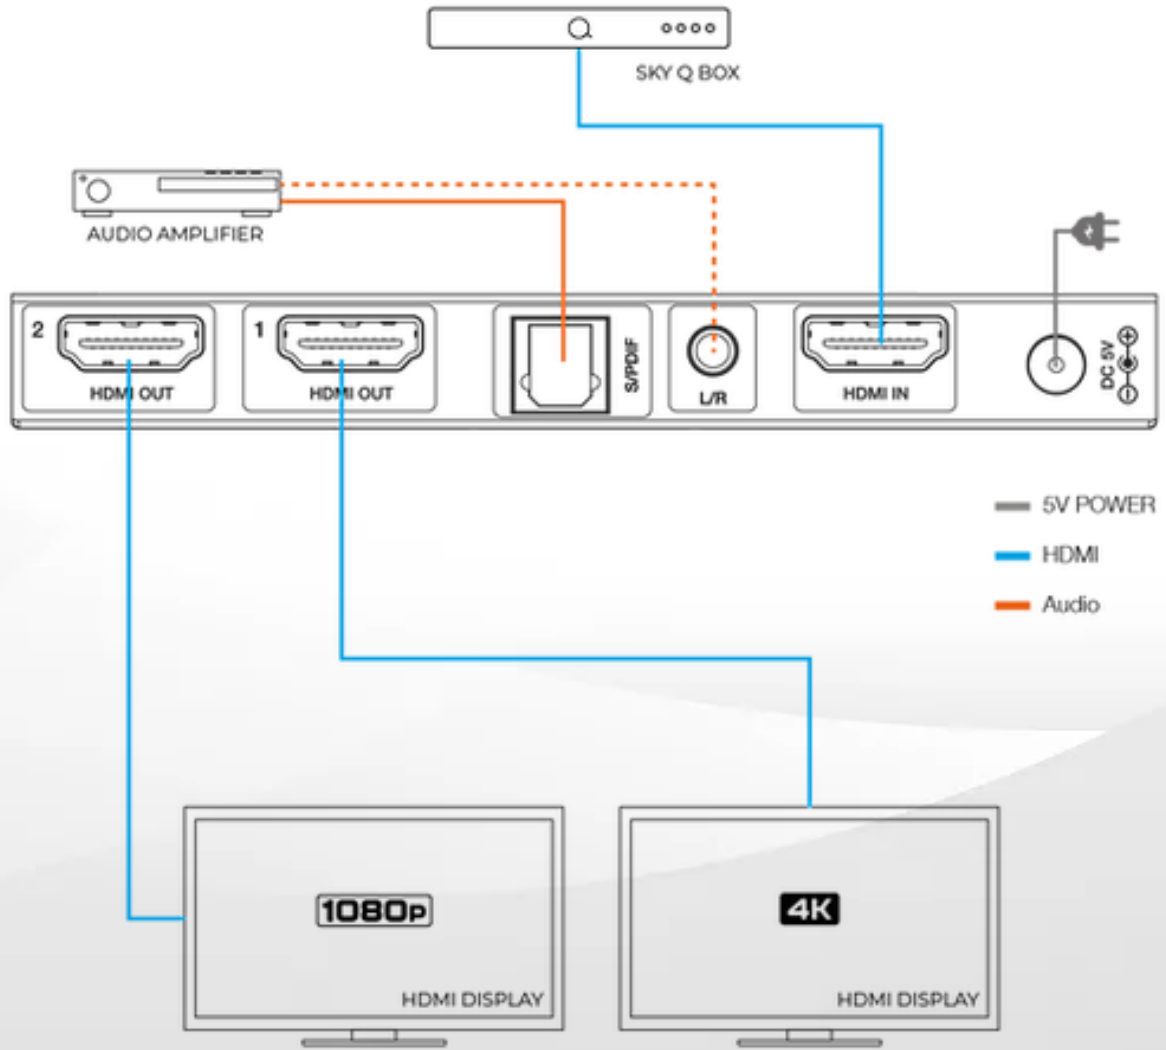 SKY Q BOX
AUDIO AMPLIFIER
2
HDMI OUT
1
HDMI OUT
S/PDIF
L/R
HDMI IN
DC 5V
5V POWER
HDMI
Audio
1080P
HDMI DISPLAY
4K
HDMI DISPLAY